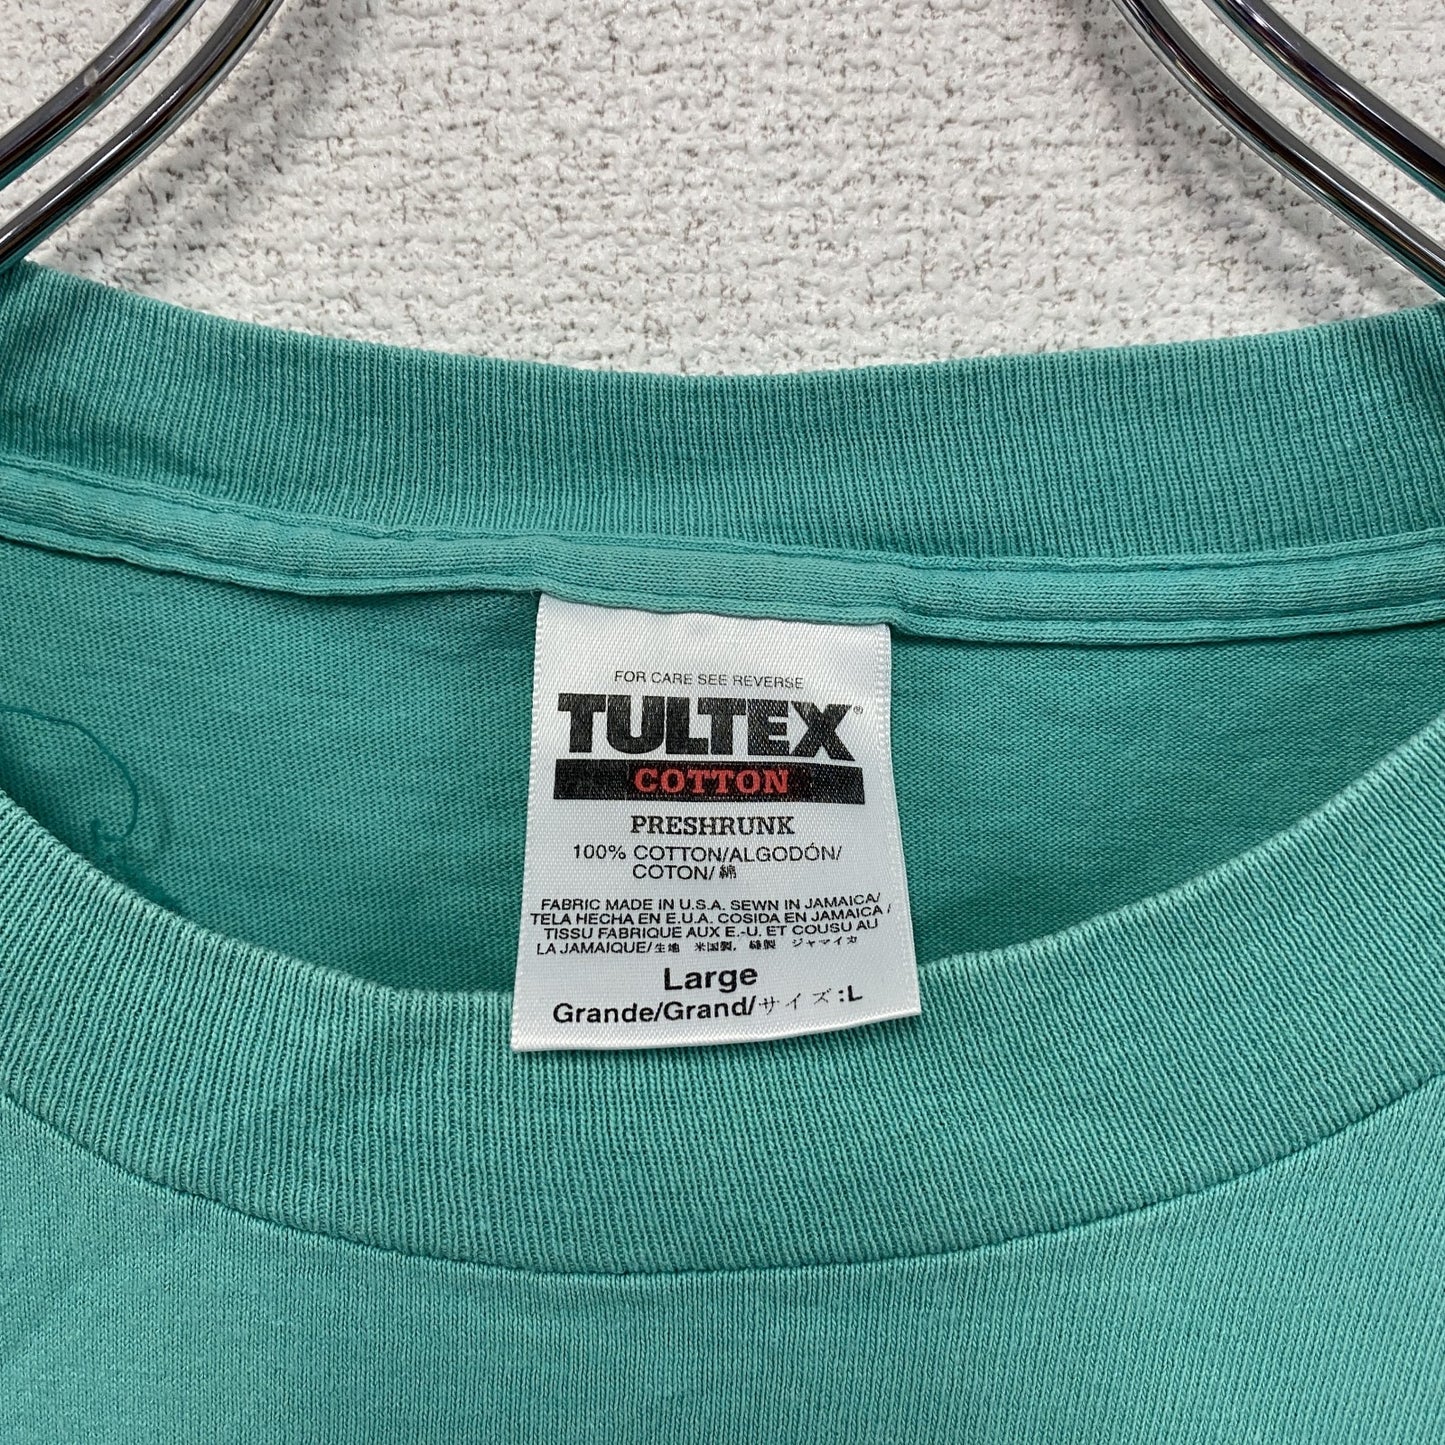 FOR CARE SEE REVERSE
TULTEX®
COTTON
PRESHRUNK
100% COTTON/ALGODÓN/
COTON/綿
FABRIC MADE IN U.S.A. SEWN IN JAMAICA/
TELA HECHA EN E.U.A. COSIDA EN JAMAICA /
TISSU FABRIQUE AUX E.-U. ET COUSU AU
LA JAMAIQUE/生地 米国製, 縫製 ジャマイカ
Large
Grande/Grand/サイズ:L